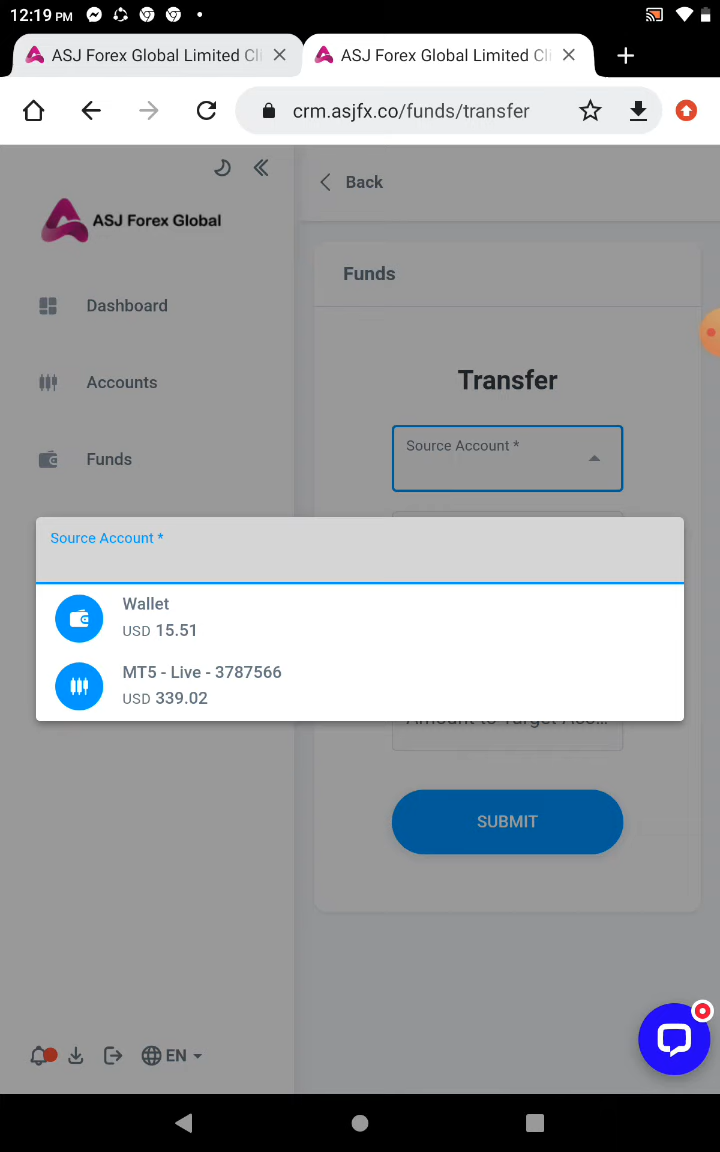 12:19 PM
ASJ Forex Global Limited Cli
ASJ Forex Global Limited Cli
crm.asjfx.co/funds/transfer
ASJ Forex Global
Back
Dashboard
Funds
Accounts
Transfer
Source Account *
Funds
Source Account *
Wallet
USD 15.51
MT5 - Live - 3787566
USD 339.02
SUBMIT
EN